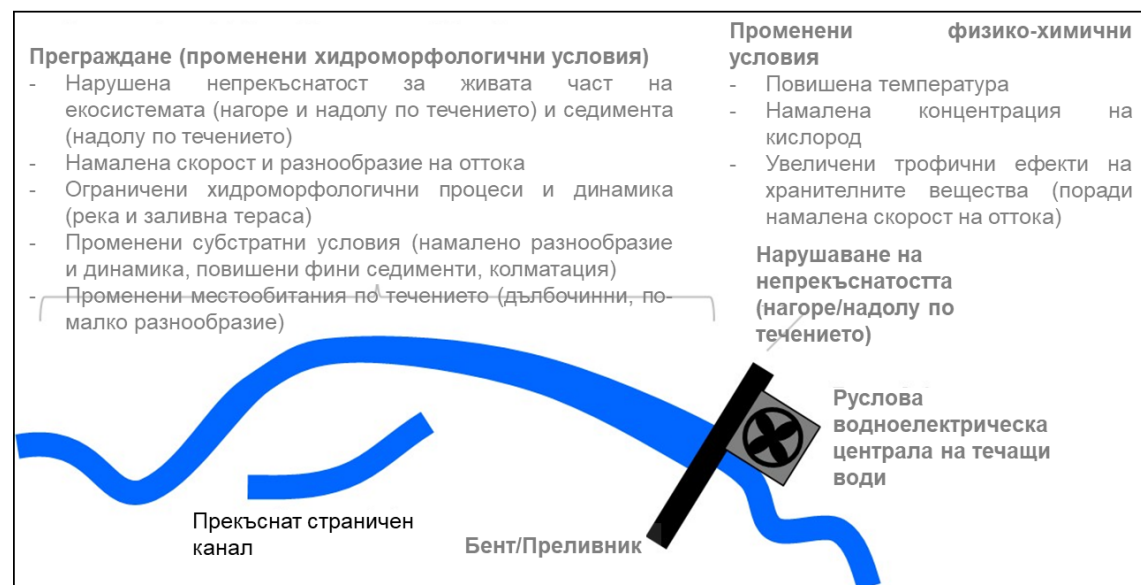 Преграждане (променени хидроморфологични условия)
- Нарушена непрекъснатост за живата част на
екосистемата (нагоре и надолу по течението) и седимента
(надолу по течението)
- Намалена скорост и разнообразие на оттока
- Ограничени хидроморфологични процеси и динамика
(река и заливна тераса)
- Променени субстратни условия (намалено разнообразие
и динамика, повишени фини седименти, колматация)
- Променени местообитания по течението (дълбочинни, по-
малко разнообразие)
Променени физико-химични
условия
- Повишена температура
- Намалена концентрация на
кислород
- Увеличени трофични ефекти на
хранителните вещества (поради
намалена скорост на оттока)
Нарушаване на
непрекъснатостта
(нагоре/надолу по
течението)
Руслова
водноелектрическа
централа на течащи
води
Прекъснат страничен
канал
Бент/Преливник